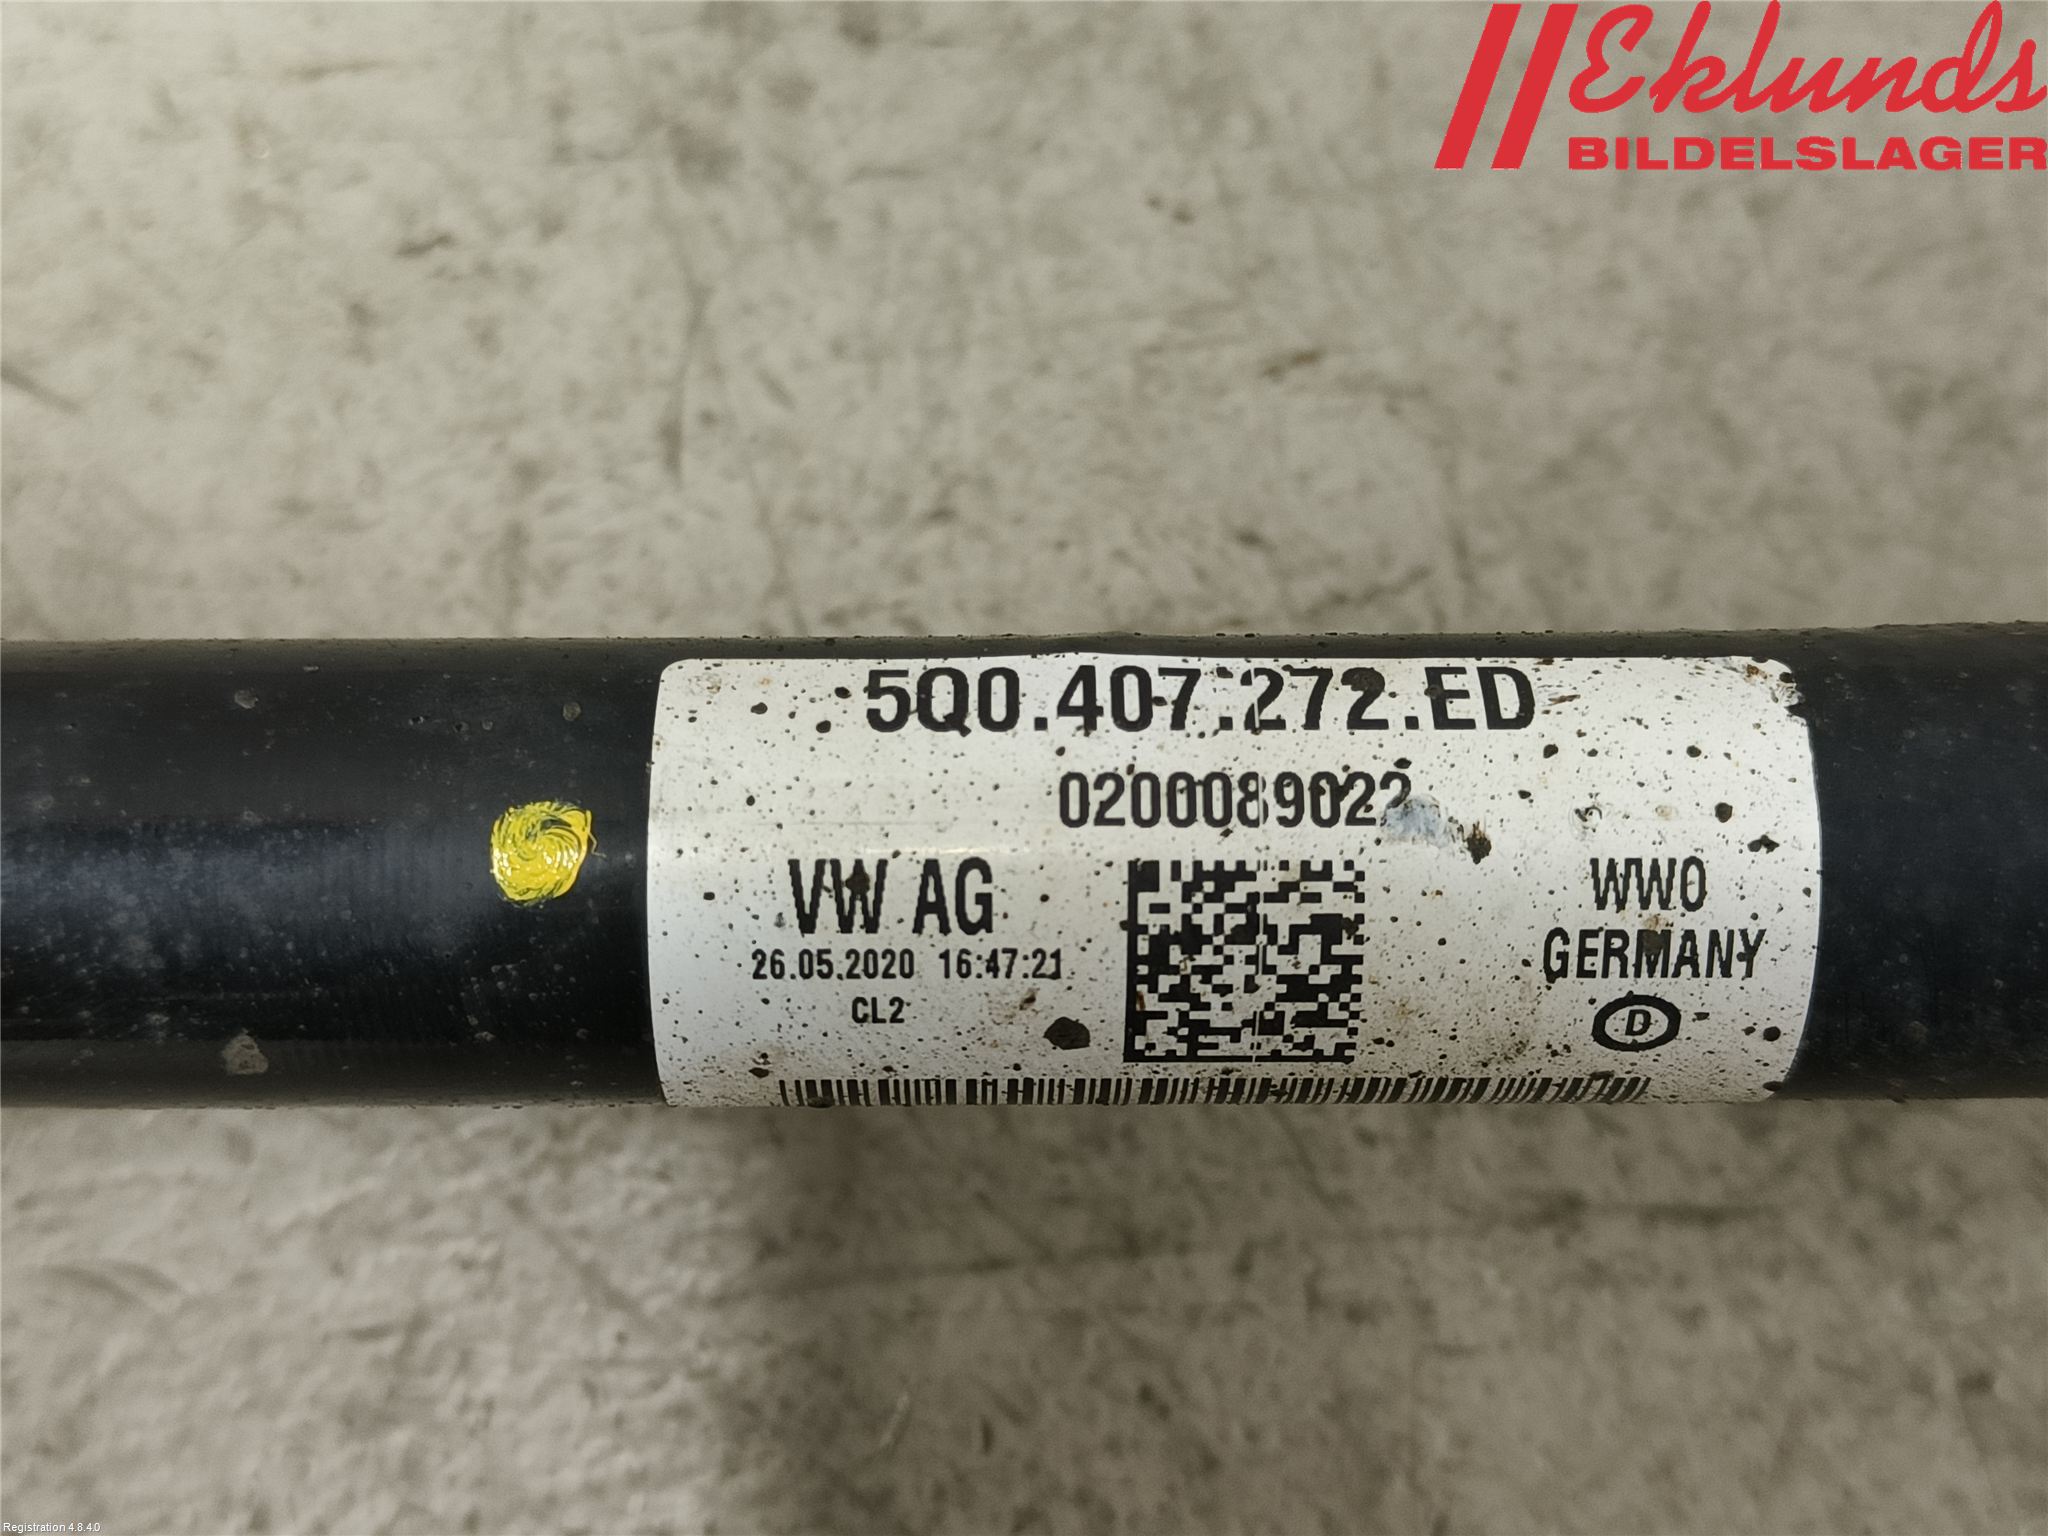 Eklunds
BILDELSLAGER
5Q0.407.272.ED
0200089022
VW AG
26.05.2020 16:47:21
CL2
WWO
GERMANY
D
Registration 4.8.4.0